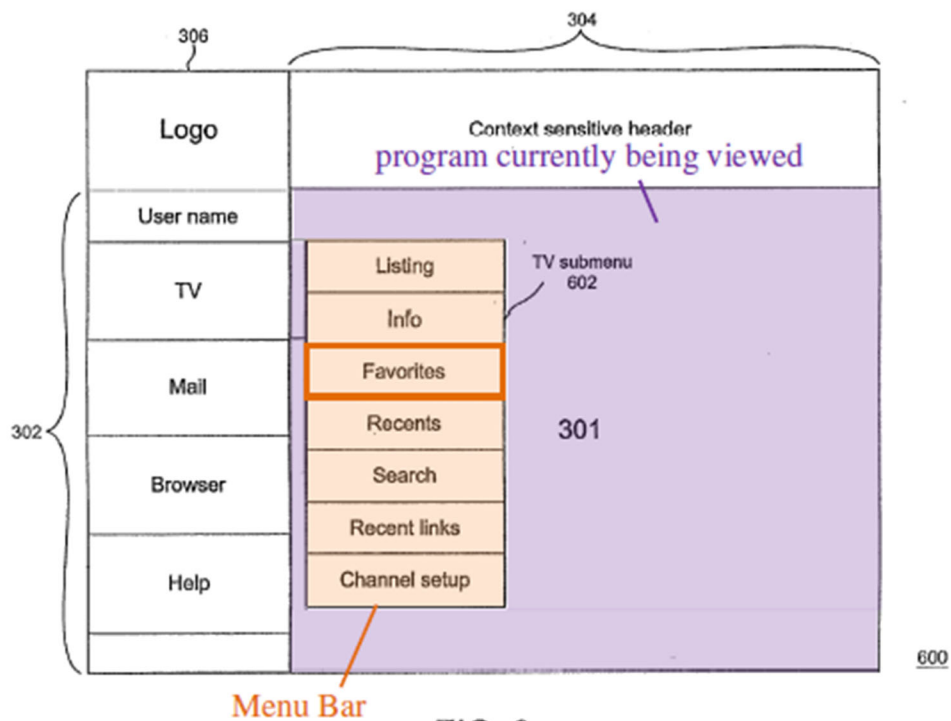 304
306
Logo
Context sensitive header
program currently being viewed
User name
TV
Mail
Browser
Help
302
Listing
Info
Favorites
Recents
Search
Recent links
Channel setup
TV submenu
602
301
600
Menu Bar